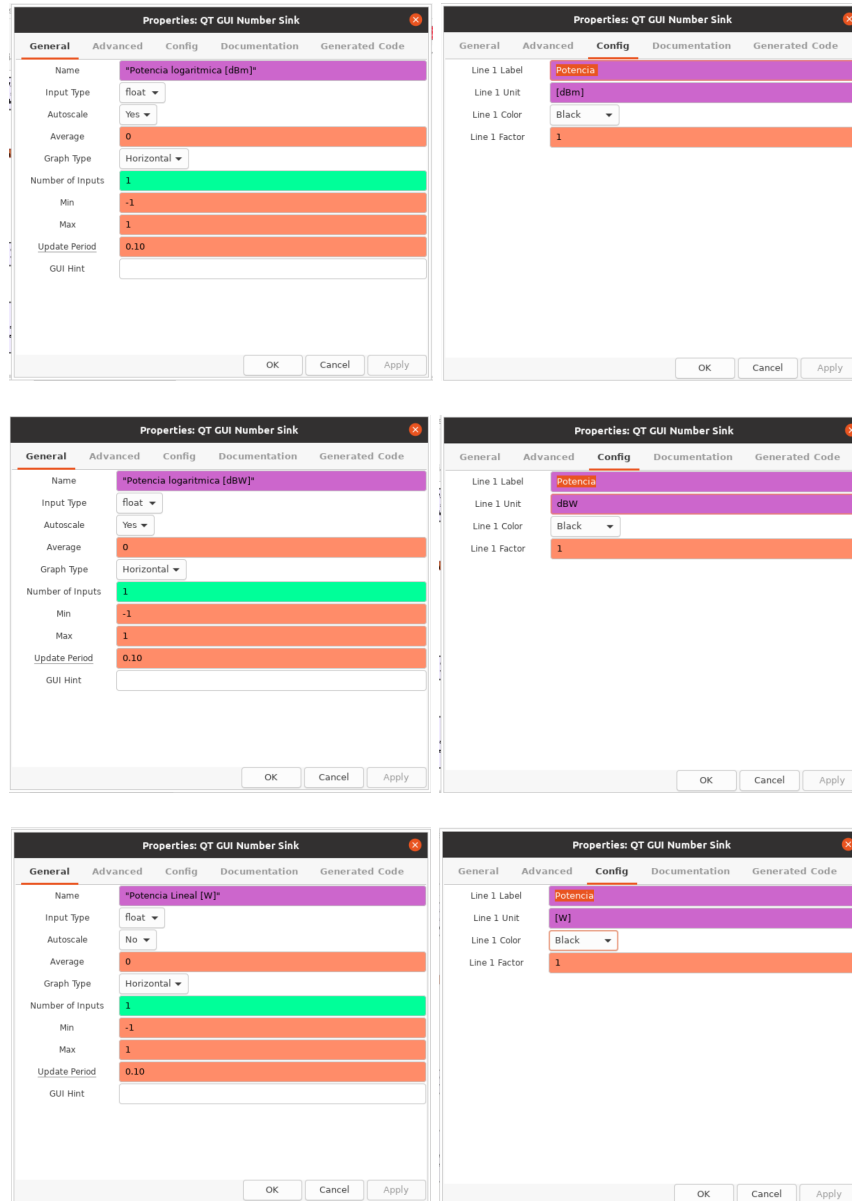 Properties: QT GUI Number Sink
General Advanced Config Documentation Generated Code
Name "Potencia logaritmica [dBm]"
Input Type float
Autoscale Yes
Average 0
Graph Type Horizontal
Number of Inputs 1
Min -1
Max 1
Update Period 0.10
GUI Hint
OK Cancel Apply
Properties: QT GUI Number Sink
General Advanced Config Documentation Generated Code
Line 1 Label Potencia
Line 1 Unit [dBm]
Line 1 Color Black
Line 1 Factor 1
OK Cancel Apply
Properties: QT GUI Number Sink
General Advanced Config Documentation Generated Code
Name "Potencia logaritmica [dBW]"
Input Type float
Autoscale Yes
Average 0
Graph Type Horizontal
Number of Inputs 1
Min -1
Max 1
Update Period 0.10
GUI Hint
OK Cancel Apply
Properties: QT GUI Number Sink
General Advanced Config Documentation Generated Code
Line 1 Label Potencia
Line 1 Unit dBW
Line 1 Color Black
Line 1 Factor 1
OK Cancel Apply
Properties: QT GUI Number Sink
General Advanced Config Documentation Generated Code
Name "Potencia Lineal [W]"
Input Type float
Autoscale No
Average 0
Graph Type Horizontal
Number of Inputs 1
Min -1
Max 1
Update Period 0.10
GUI Hint
OK Cancel Apply
Properties: QT GUI Number Sink
General Advanced Config Documentation Generated Code
Line 1 Label Potencia
Line 1 Unit [W]
Line 1 Color Black
Line 1 Factor 1
OK Cancel Apply